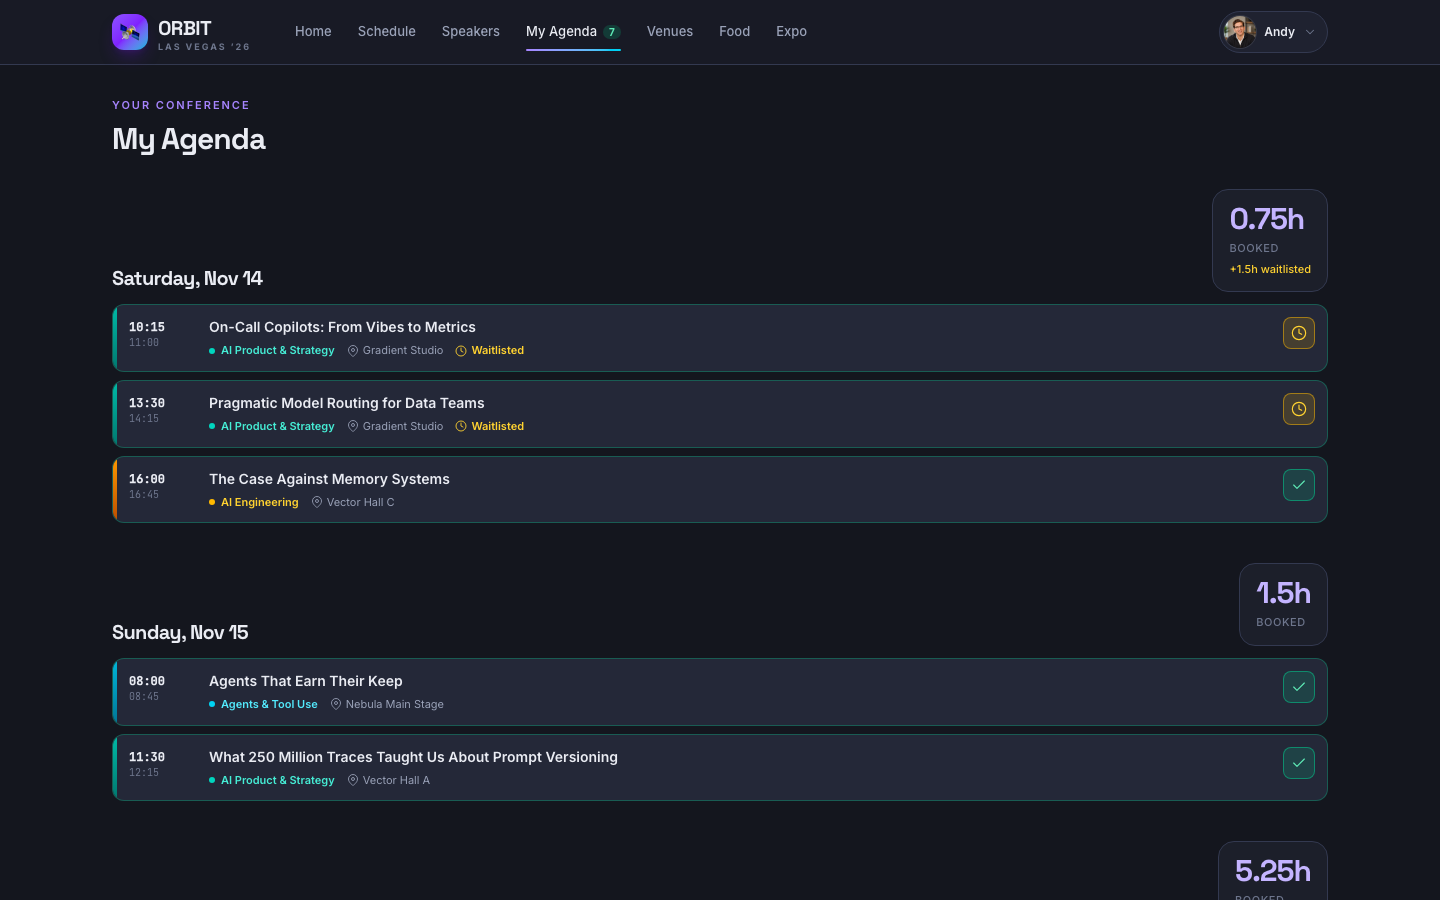 ORBIT
LAS VEGAS '26
Home
Schedule
Speakers
My Agenda 7
Venues
Food
Expo
Andy
YOUR CONFERENCE
My Agenda
0.75h
BOOKED
+1.5h waitlisted
Saturday, Nov 14
10:15
11:00
On-Call Copilots: From Vibes to Metrics
AI Product & Strategy Gradient Studio Waitlisted
13:30
14:15
Pragmatic Model Routing for Data Teams
AI Product & Strategy Gradient Studio Waitlisted
16:00
16:45
The Case Against Memory Systems
AI Engineering Vector Hall C
1.5h
BOOKED
Sunday, Nov 15
08:00
08:45
Agents That Earn Their Keep
Agents & Tool Use Nebula Main Stage
11:30
12:15
What 250 Million Traces Taught Us About Prompt Versioning
AI Product & Strategy Vector Hall A
5.25h
BOOKED